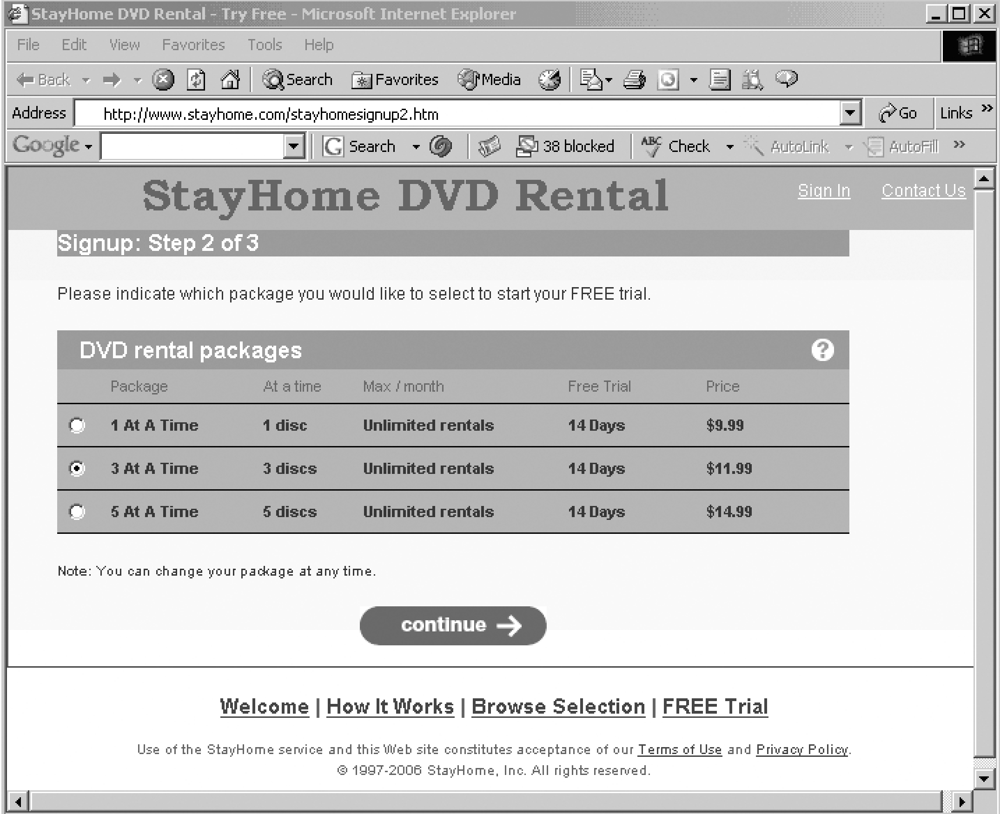 StayHome DVD Rental - Try Free - Microsoft Internet Explorer
File Edit View Favorites Tools Help
Back Search Favorites Media
Address http://www.stayhome.com/stayhomesignup2.htm Go Links »
Google G Search 38 blocked ABC Check AutoLink AutoFill »
StayHome DVD Rental Sign In Contact Us
Signup: Step 2 of 3
Please indicate which package you would like to select to start your FREE trial.
DVD rental packages ?
Package At a time Max / month Free Trial Price
1 At A Time 1 disc Unlimited rentals 14 Days $9.99
3 At A Time 3 discs Unlimited rentals 14 Days $11.99
5 At A Time 5 discs Unlimited rentals 14 Days $14.99
Note: You can change your package at any time.
continue →
Welcome | How It Works | Browse Selection | FREE Trial
Use of the StayHome service and this Web site constitutes acceptance of our Terms of Use and Privacy Policy.
© 1997-2006 StayHome, Inc. All rights reserved.